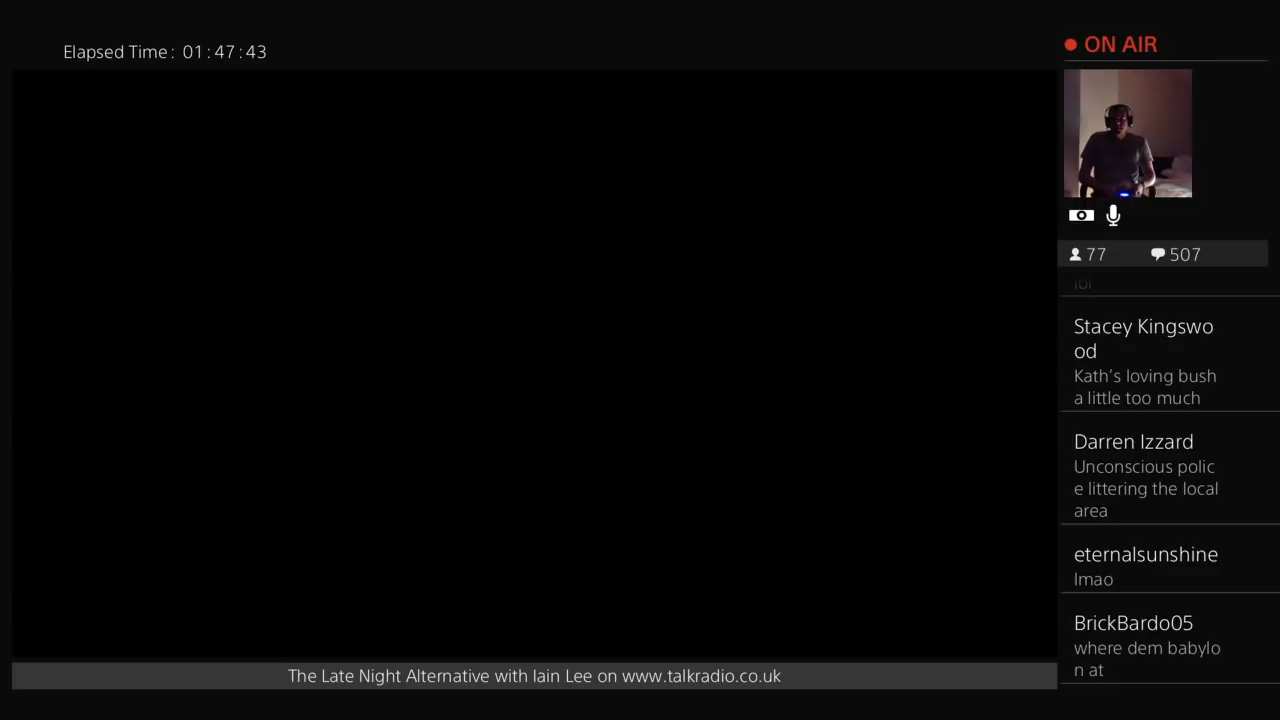 Elapsed Time: 01:47:43
ON AIR
77 507
lol
Stacey Kingswo
od
Kath's loving bush
a little too much
Darren Izzard
Unconscious polic
e littering the local
area
eternalsunshine
lmao
BrickBardo05
where dem babylo
n at
The Late Night Alternative with Iain Lee on www.talkradio.co.uk